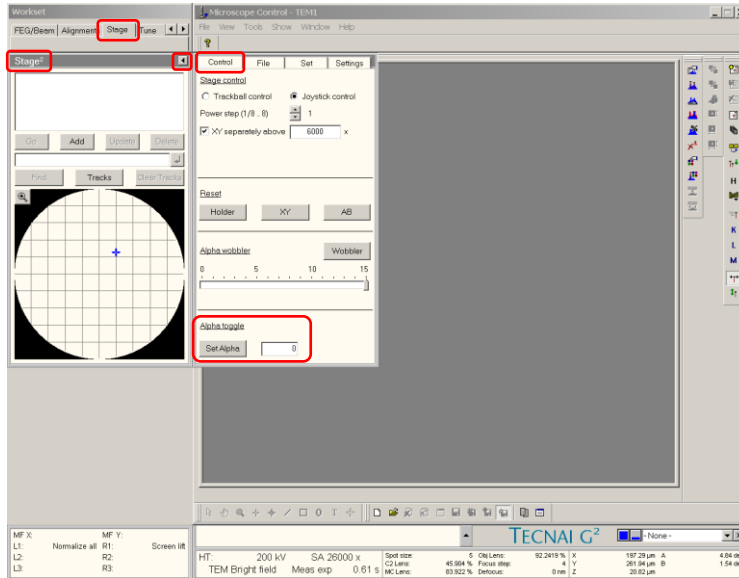 Workset
Microscope Control - TEM1
FEG/Beam Alignment Stage Tune
File View Tools Show Window Help
Stage²
Control File Set Settings
Stage control
Trackball control Joystick control
Power step (1/8 .. 8) 1
XY separately above 6000 x
Go Add Update Delete
Find Tracks Clear Tracks
Reset
Holder XY AB
Alpha wobbler Wobbler
0 5 10 15
Alpha toggle
Set Alpha 0
H
K
L
M
TECNAI G²
- None -
MF X: MF Y:
L1: Normalize all R1: Screen lift
L2: R2:
L3: R3:
HT: 200 kV SA 26000 x
TEM Bright field Meas exp 0.61 s
Spot size: 5 Obj Lens: 92.2419 % X 197.29 µm A 4.84 de
C2 Lens: 45.904 % Focus step: 4 Y 261.94 µm B 1.54 de
MC Lens: 83.922 % Defocus: 0 nm Z 20.82 µm